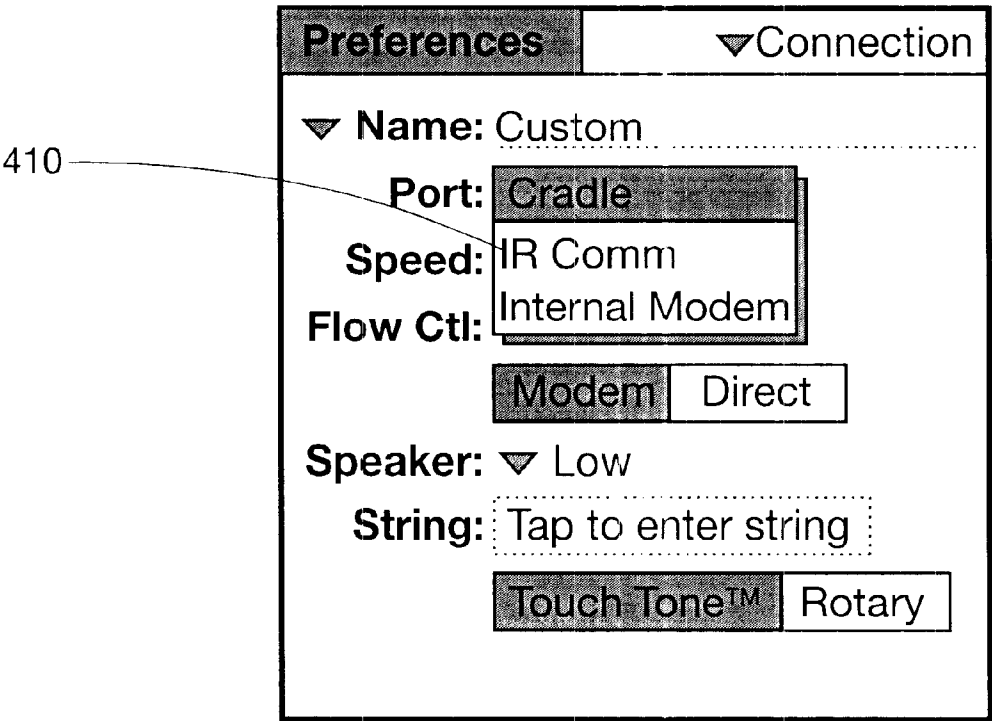 Preferences ▼Connection
▼ Name: Custom
410
Port: Cradle
Speed: IR Comm
Internal Modem
Flow Ctl:
Modem Direct
Speaker: ▼ Low
String: Tap to enter string
Touch Tone™ Rotary